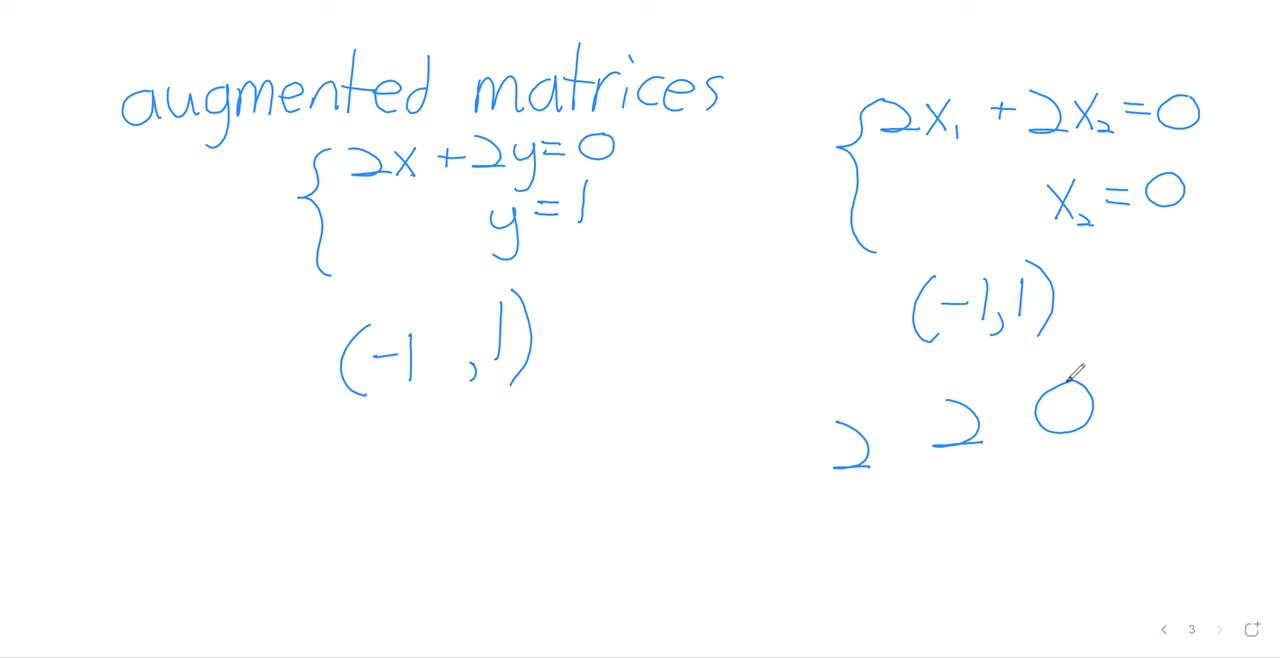 augmented matrices
2x + 2y = 0
y = 1
(-1 , 1)
2x₁ + 2x₂ = 0
x₂ = 0
(-1, 1)
2 2 0
3